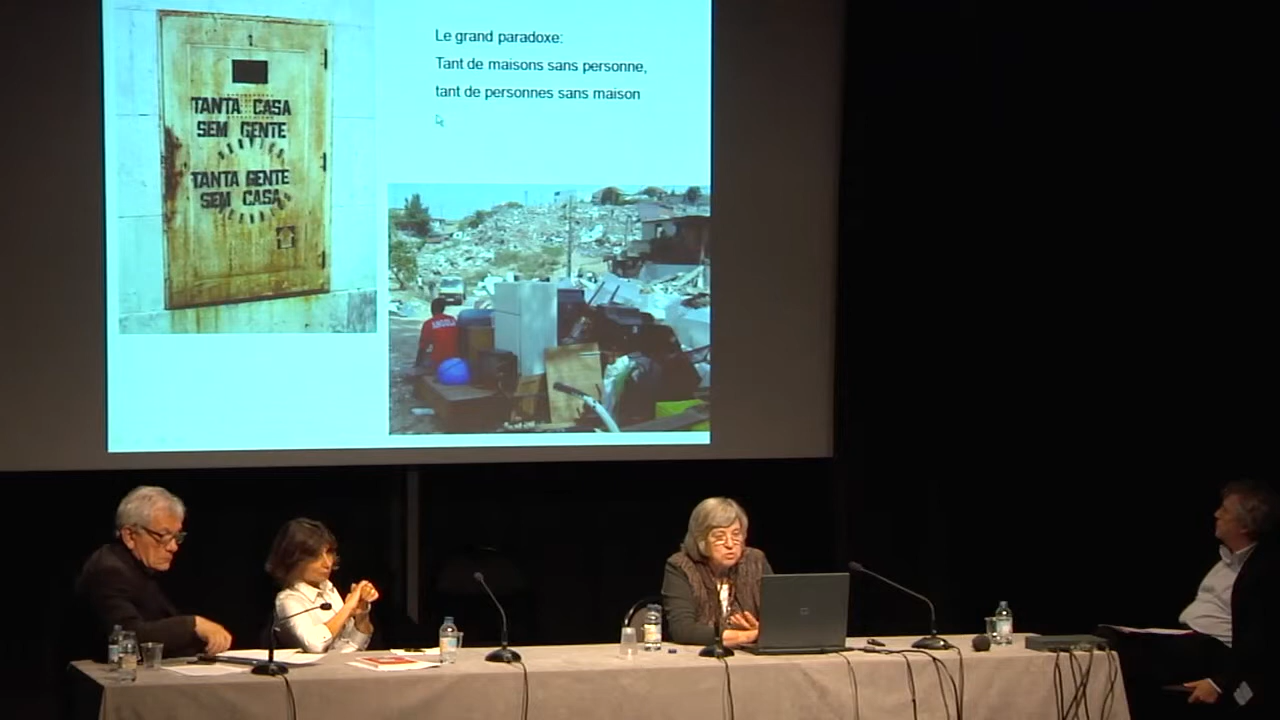 TANTA CASA
SEM GENTE
TANTA GENTE
SEM CASA
Le grand paradoxe:
Tant de maisons sans personne,
tant de personnes sans maison
ANGOLA